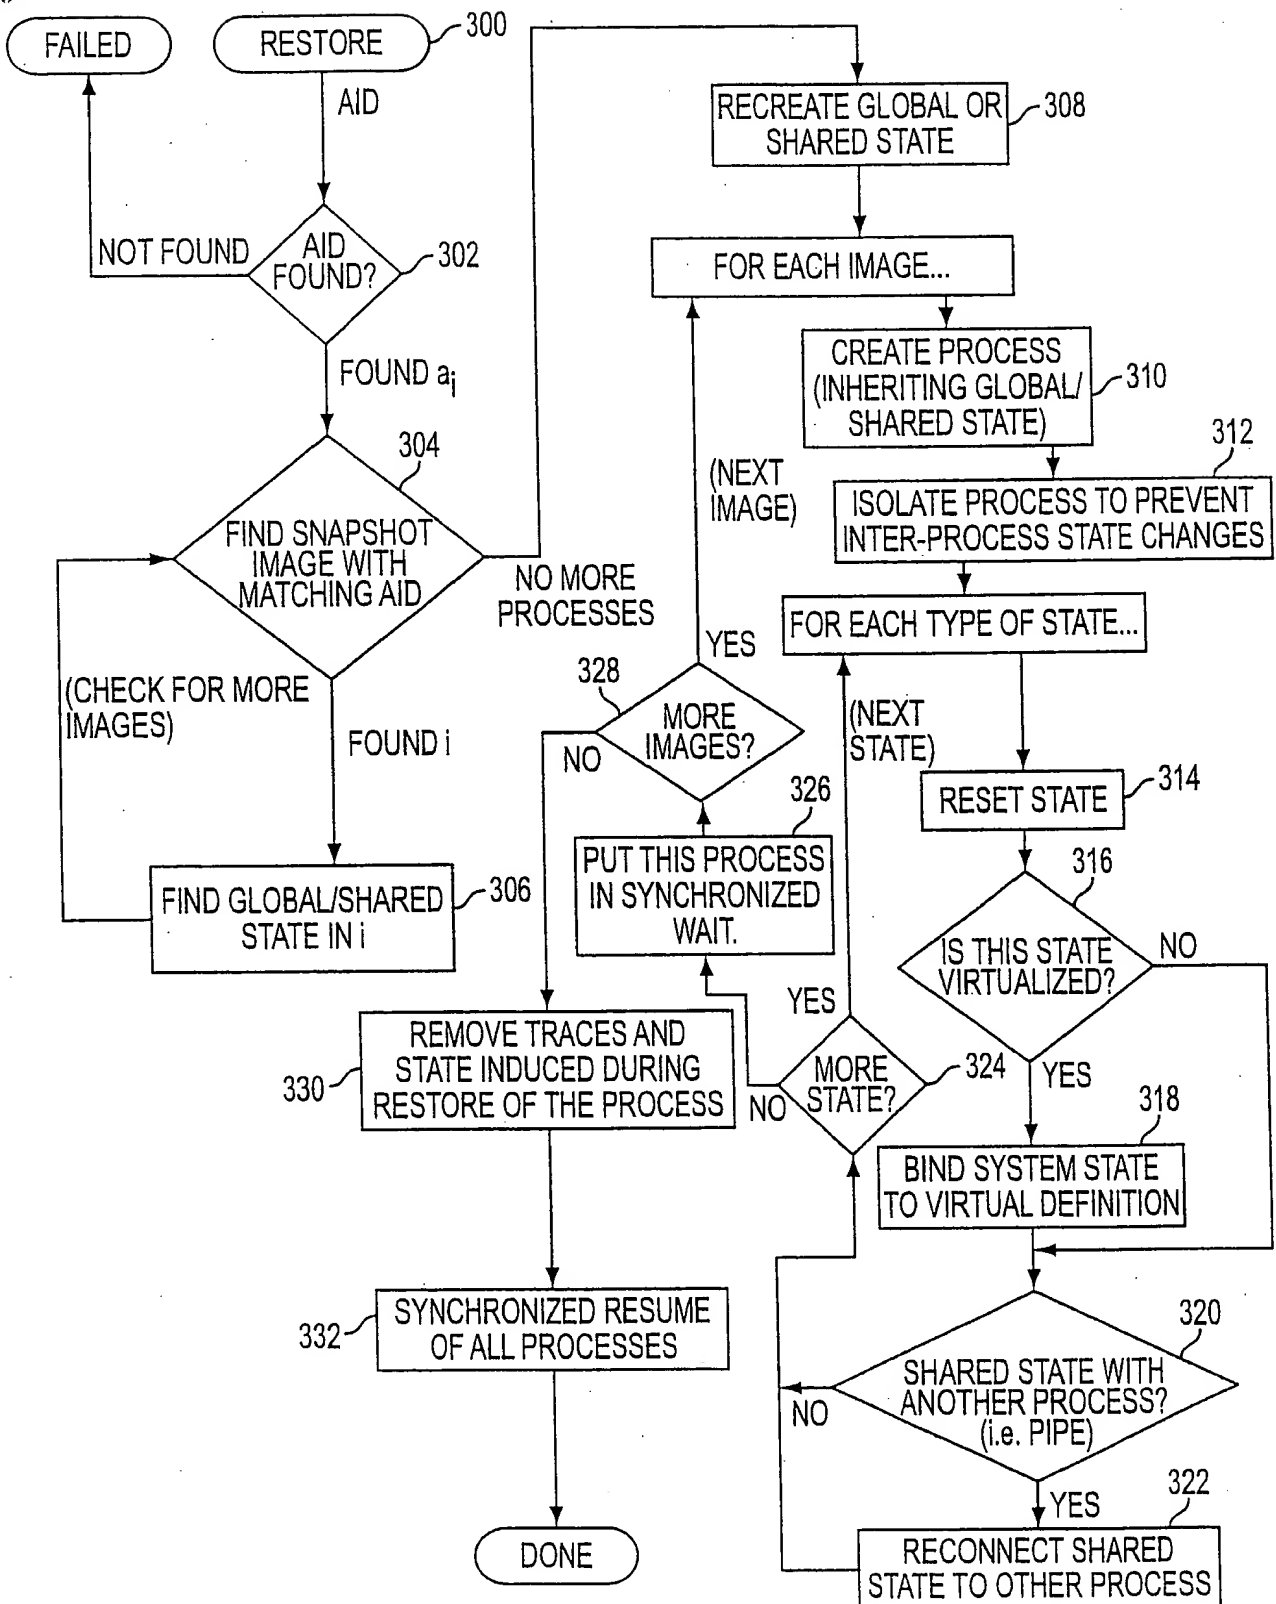 FAILED
RESTORE
300
AID
NOT FOUND
AID
FOUND?
302
FOUND ai
304
FIND SNAPSHOT
IMAGE WITH
MATCHING AID
NO MORE
PROCESSES
(CHECK FOR MORE
IMAGES)
FOUND i
FIND GLOBAL/SHARED
STATE IN i
306
RECREATE GLOBAL OR
SHARED STATE
308
FOR EACH IMAGE...
CREATE PROCESS
(INHERITING GLOBAL/
SHARED STATE)
310
312
ISOLATE PROCESS TO PREVENT
INTER-PROCESS STATE CHANGES
FOR EACH TYPE OF STATE...
(NEXT
IMAGE)
YES
328
MORE
IMAGES?
NO
(NEXT
STATE)
RESET STATE
314
326
PUT THIS PROCESS
IN SYNCHRONIZED
WAIT.
316
IS THIS STATE
VIRTUALIZED?
NO
YES
YES
MORE
STATE?
324
NO
318
BIND SYSTEM STATE
TO VIRTUAL DEFINITION
330
REMOVE TRACES AND
STATE INDUCED DURING
RESTORE OF THE PROCESS
332
SYNCHRONIZED RESUME
OF ALL PROCESSES
320
SHARED STATE WITH
ANOTHER PROCESS?
(i.e. PIPE)
NO
YES
322
RECONNECT SHARED
STATE TO OTHER PROCESS
DONE